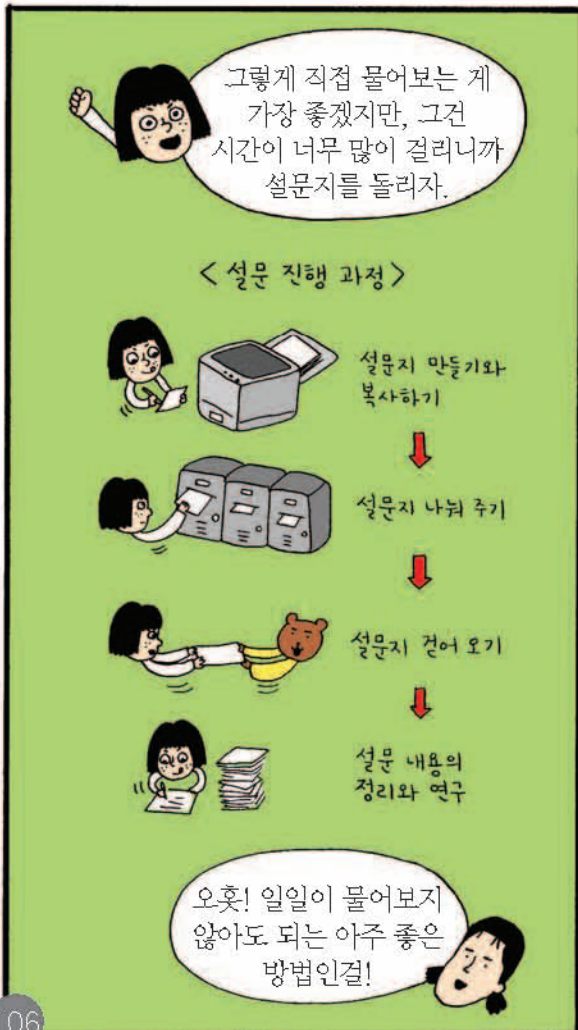 그렇게 직접 물어보는 게
가장 좋겠지만, 그건
시간이 너무 많이 걸리니까
설문지를 돌리자.
< 설문 진행 과정 >
설문지 만들기와
복사하기
설문지 나눠 주기
설문지 걷어 오기
설문 내용의
정리와 연구
오홋! 일일이 물어보지
않아도 되는 아주 좋은
방법인걸!
06